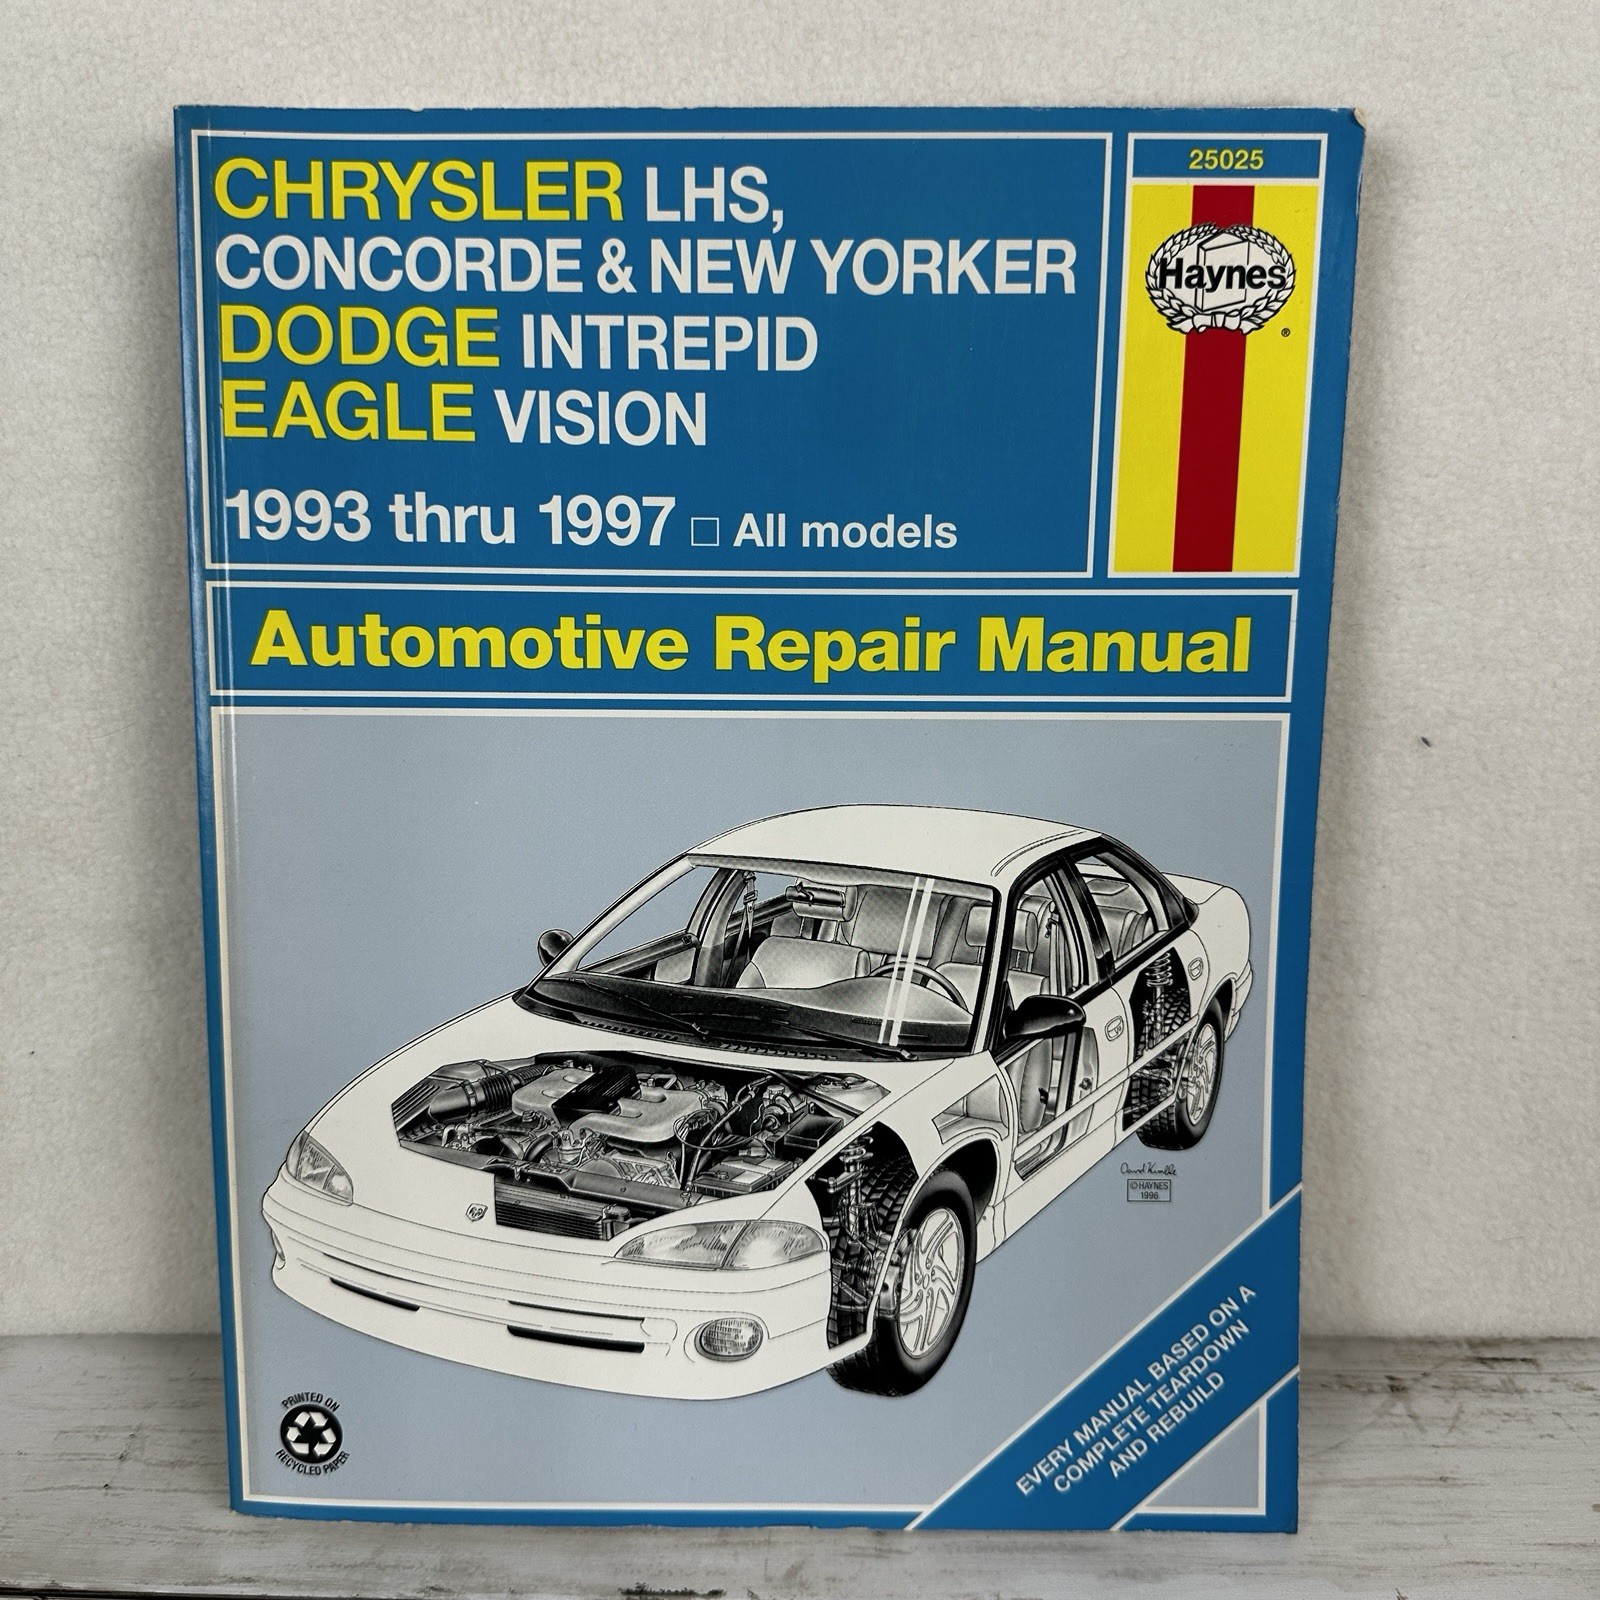 CHRYSLER LHS,
CONCORDE & NEW YORKER
DODGE INTREPID
EAGLE VISION
1993 thru 1997 □ All models
25025
Haynes
®
Automotive Repair Manual
© HAYNES
1996
PRINTED ON
RECYCLED PAPER
EVERY MANUAL BASED ON A
COMPLETE TEARDOWN
AND REBUILD